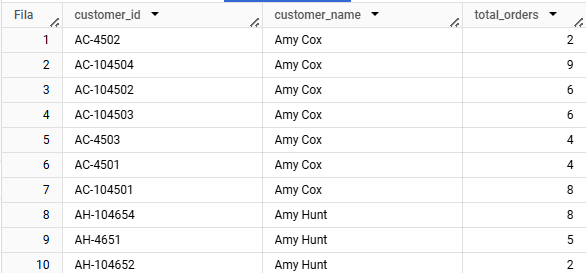 Fila customer_id customer_name total_orders
1 AC-4502 Amy Cox 2
2 AC-104504 Amy Cox 9
3 AC-104502 Amy Cox 6
4 AC-104503 Amy Cox 6
5 AC-4503 Amy Cox 4
6 AC-4501 Amy Cox 4
7 AC-104501 Amy Cox 8
8 AH-104654 Amy Hunt 8
9 AH-4651 Amy Hunt 5
10 AH-104652 Amy Hunt 2